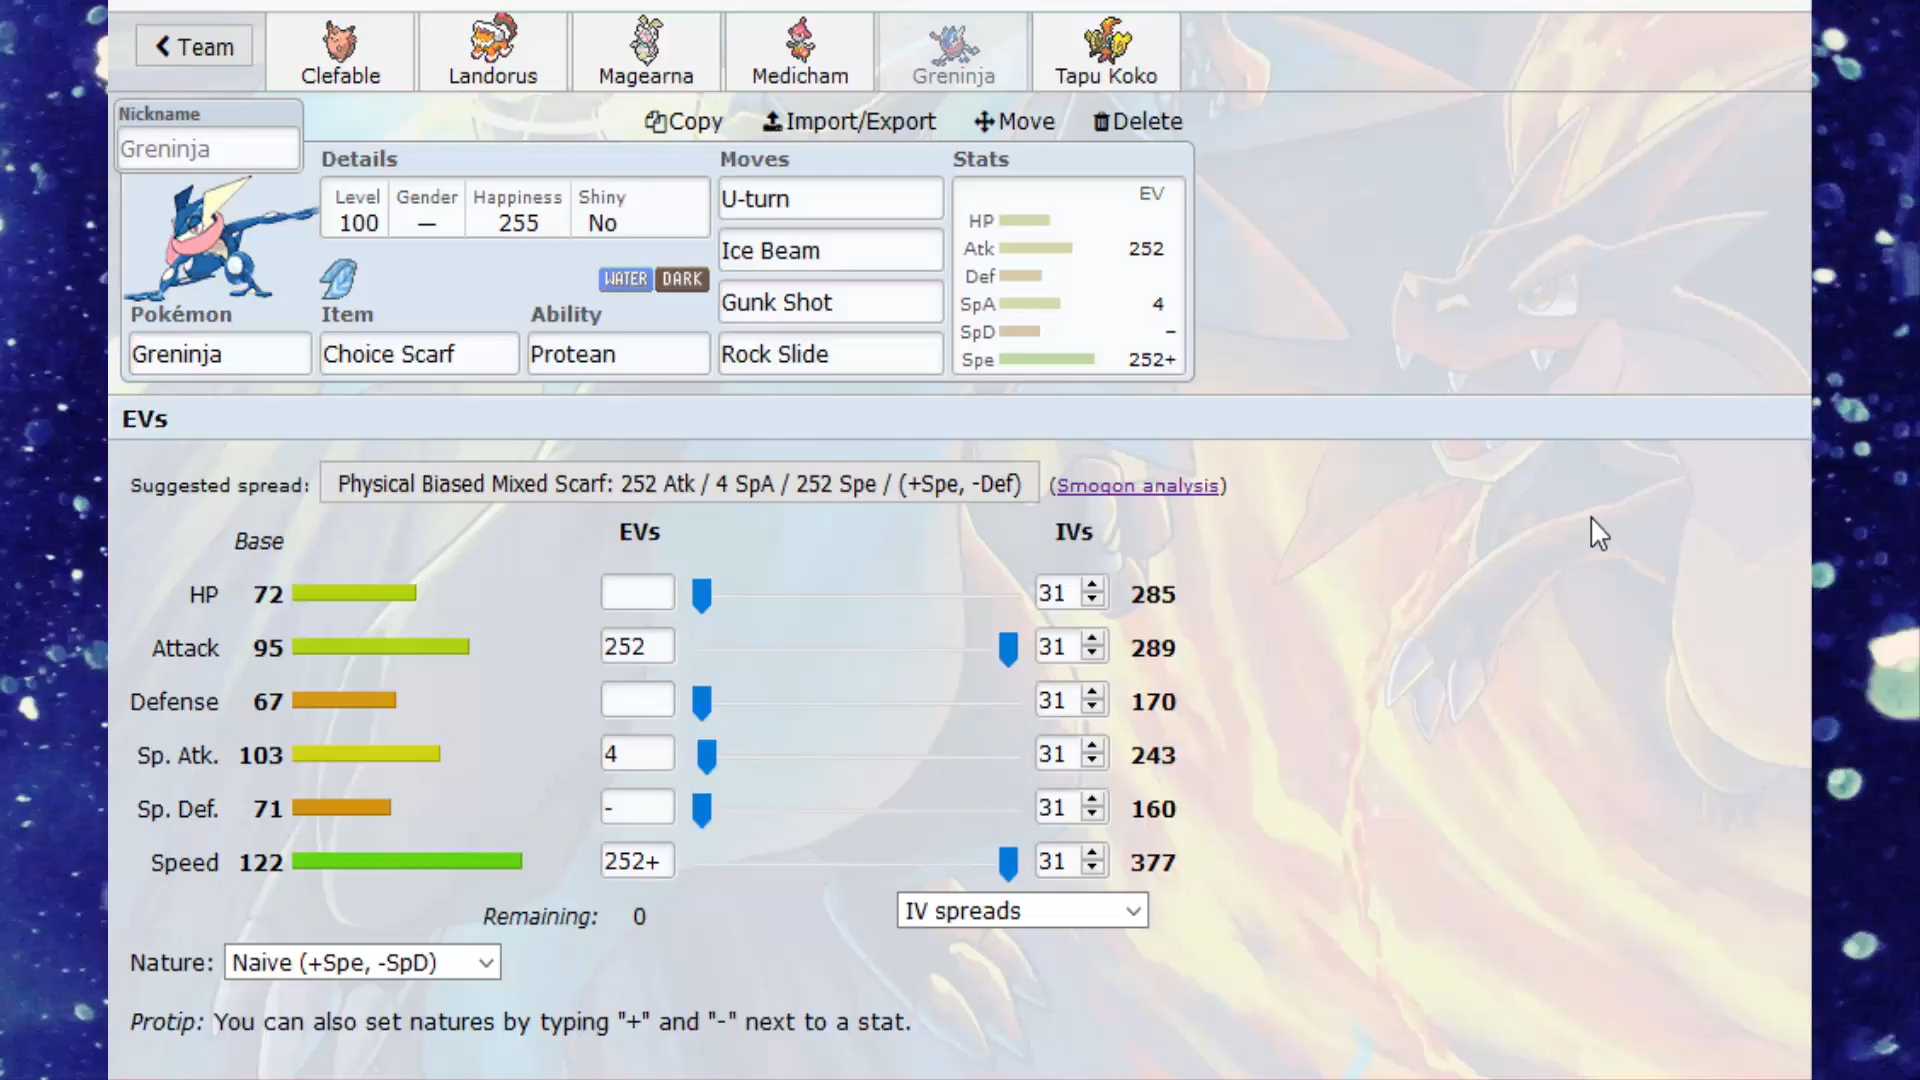 Team
Clefable
Landorus
Magearna
Medicham
Greninja
Tapu Koko
Nickname
Greninja
Copy
Import/Export
Move
Delete
Details
Moves
Stats
Level
Gender
Happiness
Shiny
100
—
255
No
U-turn
Ice Beam
Gunk Shot
Rock Slide
EV
HP
Atk 252
Def
SpA 4
SpD –
Spe 252+
WATER DARK
Pokémon
Item
Ability
Greninja
Choice Scarf
Protean
EVs
Suggested spread: Physical Biased Mixed Scarf: 252 Atk / 4 SpA / 252 Spe / (+Spe, -Def) (Smogon analysis)
Base EVs IVs
HP 72 31 285
Attack 95 252 31 289
Defense 67 31 170
Sp. Atk. 103 4 31 243
Sp. Def. 71 - 31 160
Speed 122 252+ 31 377
Remaining: 0
IV spreads
Nature: Naive (+Spe, -SpD)
Protip: You can also set natures by typing "+" and "-" next to a stat.